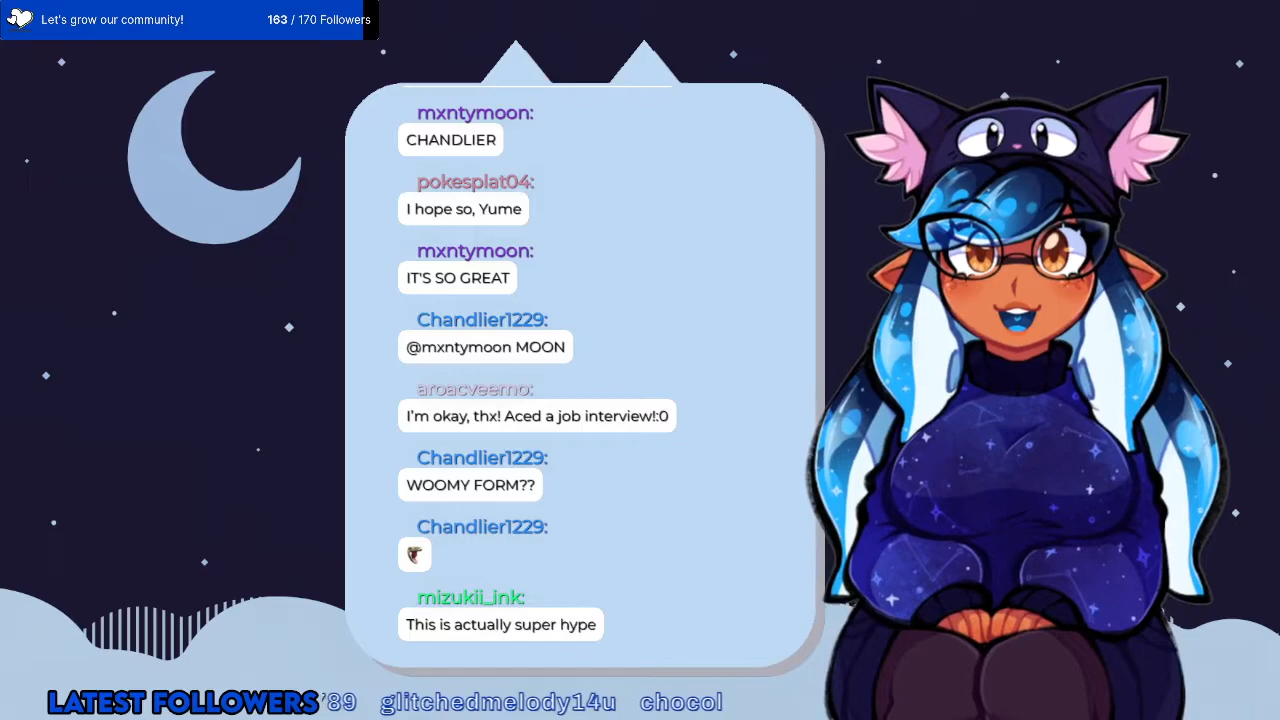 Let's grow our community! 163 / 170 Followers
mxntymoon:
CHANDLIER
pokesplat04:
I hope so, Yume
mxntymoon:
IT'S SO GREAT
Chandlier1229:
@mxntymoon MOON
aroacveemo:
I'm okay, thx! Aced a job interview!:0
Chandlier1229:
WOOMY FORM??
Chandlier1229:
mizukii_ink:
This is actually super hype
LATEST FOLLOWERS '89 glitchedmelody14u chocol